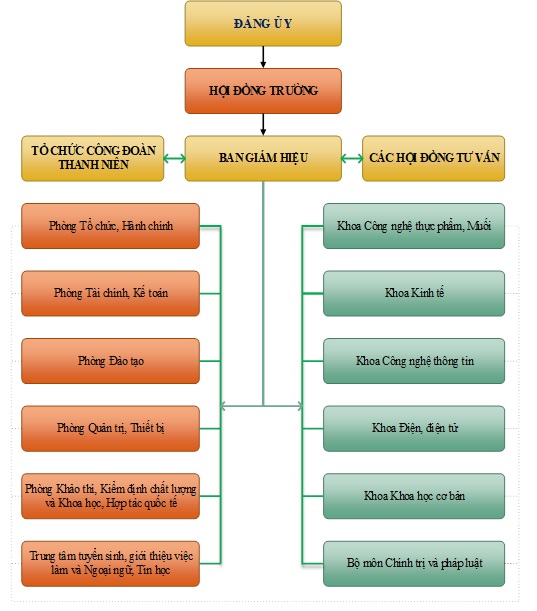 ĐẢNG ỦY
HỘI ĐỒNG TRƯỜNG
TỔ CHỨC CÔNG ĐOÀN
THANH NIÊN
BAN GIÁM HIỆU
CÁC HỘI ĐỒNG TƯ VẤN
Phòng Tổ chức, Hành chính
Phòng Tài chính, Kế toán
Phòng Đào tạo
Phòng Quản trị, Thiết bị
Phòng Khảo thí, Kiểm định chất lượng
và Khoa học, Hợp tác quốc tế
Trung tâm tuyển sinh, giới thiệu việc
làm và Ngoại ngữ, Tin học
Khoa Công nghệ thực phẩm, Muối
Khoa Kinh tế
Khoa Công nghệ thông tin
Khoa Điện, điện tử
Khoa Khoa học cơ bản
Bộ môn Chính trị và pháp luật